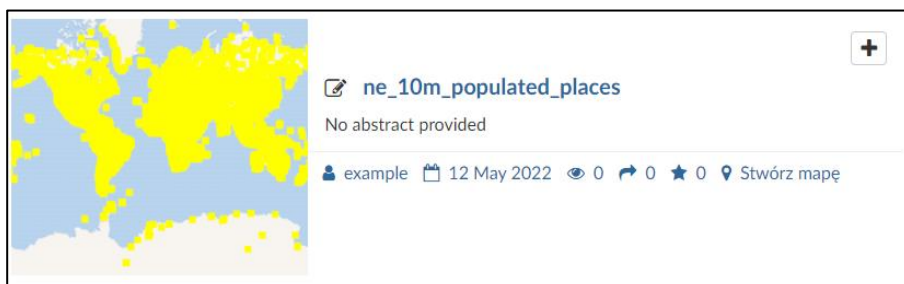 ne_10m_populated_places
No abstract provided
example 12 May 2022 0 0 0 Stwórz mapę